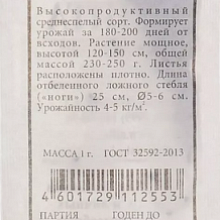 Высокопродуктивный
среднеспелый сорт. Формирует
урожай за 180-200 дней от
всходов. Растение мощное,
высотой 120-150 см, общей
массой 230-250 г. Листья
расположены плотно. Длина
отбеленного ложного стебля
(«ноги») 25 см, Ø5-6 см.
Урожайность 4-5 кг/м².
МАССА 1 г. ГОСТ 32592-2013
4 601729 112553
ПАРТИЯ ГОДЕН ДО